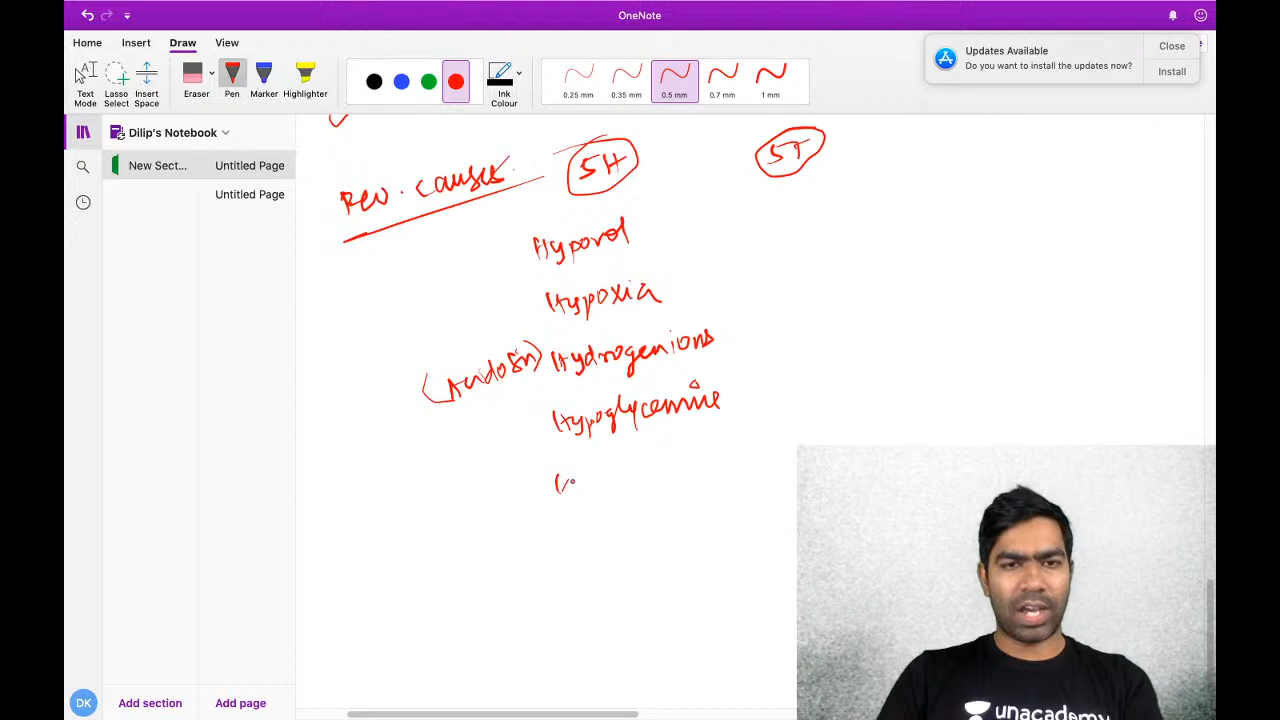 OneNote
Home Insert Draw View
Updates Available
Do you want to install the updates now?
Close
Install
Text Mode
Lasso Select
Insert Space
Eraser
Pen
Marker
Highlighter
Ink Colour
0.25 mm 0.35 mm 0.5 mm 0.7 mm 1 mm
Dilip's Notebook
New Sect... Untitled Page
Untitled Page
Rev. causes 5H 5T
Hypovol
Hypoxia
Hydrogenions
Hypoglycemia
DK Add section Add page
unacademy